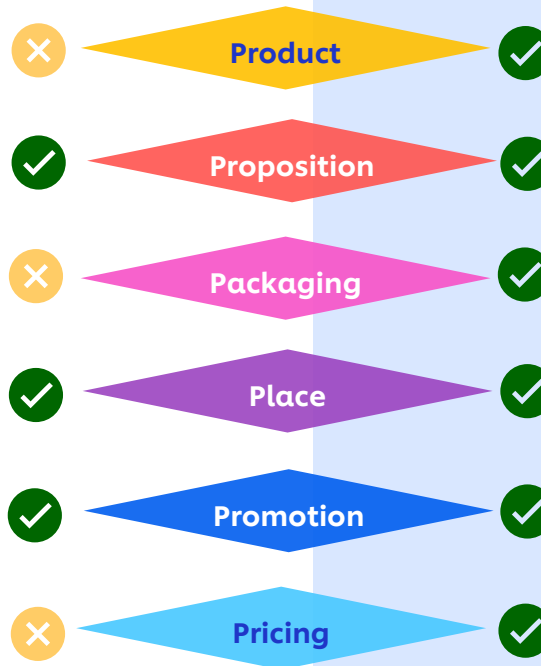 Product
Proposition
Packaging
Place
Promotion
Pricing